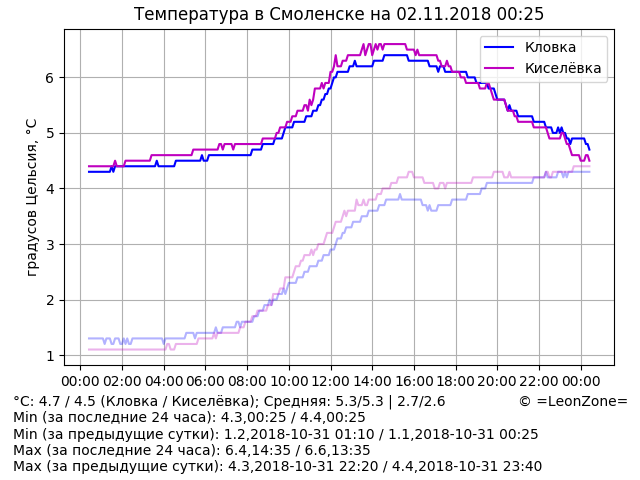 Температура в Смоленске на 02.11.2018 00:25
Кловка
Киселёвка
градусов Цельсия, °C
6
5
4
3
2
1
00:00 02:00 04:00 06:00 08:00 10:00 12:00 14:00 16:00 18:00 20:00 22:00 00:00
°C: 4.7 / 4.5 (Кловка / Киселёвка); Средняя: 5.3/5.3 | 2.7/2.6 © =LeonZone=
Min (за последние 24 часа): 4.3,00:25 / 4.4,00:25
Min (за предыдущие сутки): 1.2,2018-10-31 01:10 / 1.1,2018-10-31 00:25
Max (за последние 24 часа): 6.4,14:35 / 6.6,13:35
Max (за предыдущие сутки): 4.3,2018-10-31 22:20 / 4.4,2018-10-31 23:40